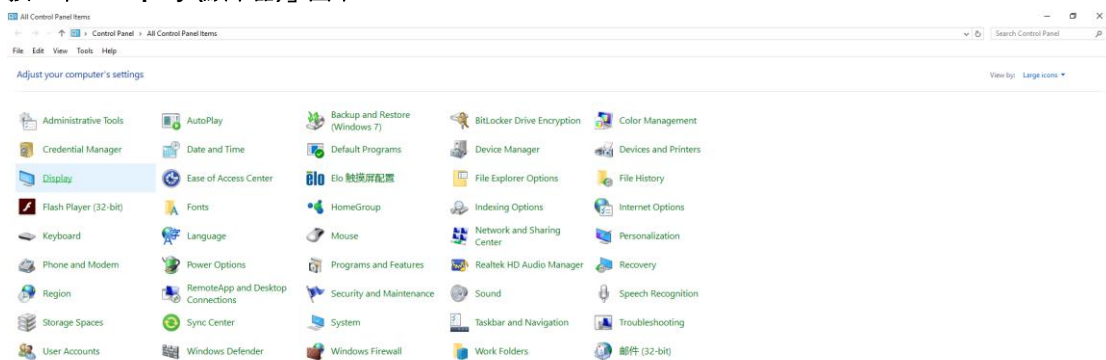 All Control Panel Items
Control Panel > All Control Panel Items
Search Control Panel
File Edit View Tools Help
Adjust your computer's settings
View by: Large icons
Administrative Tools
AutoPlay
Backup and Restore
(Windows 7)
BitLocker Drive Encryption
Color Management
Credential Manager
Date and Time
Default Programs
Device Manager
Devices and Printers
Display
Ease of Access Center
elo
Elo 触摸屏配置
File Explorer Options
File History
Flash Player (32-bit)
Fonts
HomeGroup
Indexing Options
Internet Options
Keyboard
Language
Mouse
Network and Sharing
Center
Personalization
Phone and Modem
Power Options
Programs and Features
Realtek HD Audio Manager
Recovery
Region
RemoteApp and Desktop
Connections
Security and Maintenance
Sound
Speech Recognition
Storage Spaces
Sync Center
System
Taskbar and Navigation
Troubleshooting
User Accounts
Windows Defender
Windows Firewall
Work Folders
邮件 (32-bit)